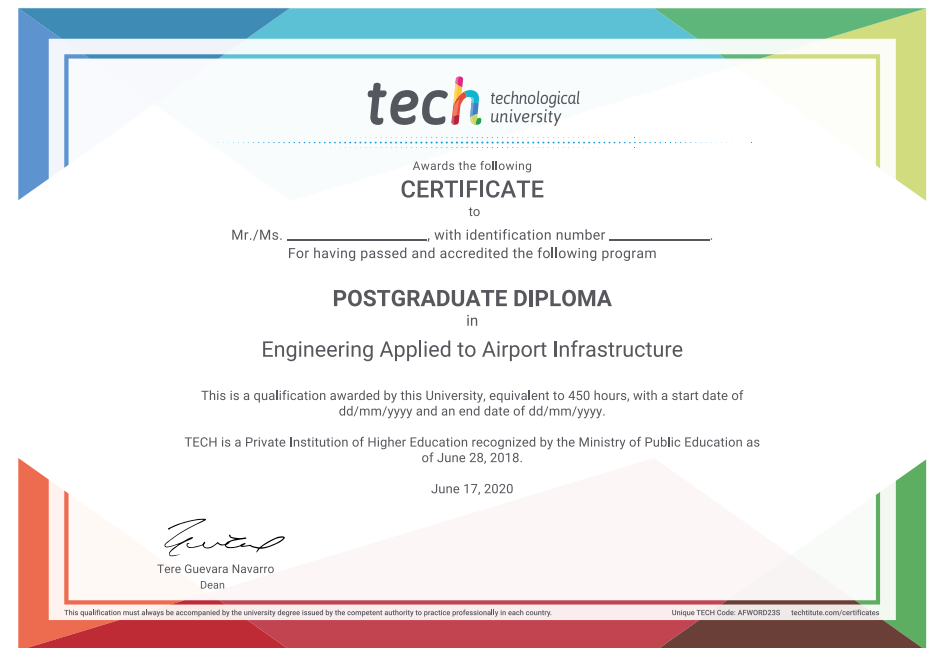 tech technological
university
Awards the following
CERTIFICATE
to
Mr./Ms. ____________________, with identification number ______________.
For having passed and accredited the following program
POSTGRADUATE DIPLOMA
in
Engineering Applied to Airport Infrastructure
This is a qualification awarded by this University, equivalent to 450 hours, with a start date of
dd/mm/yyyy and an end date of dd/mm/yyyy.
TECH is a Private Institution of Higher Education recognized by the Ministry of Public Education as
of June 28, 2018.
June 17, 2020
Tere Guevara Navarro
Dean
This qualification must always be accompanied by the university degree issued by the competent authority to practice professionally in each country.
Unique TECH Code: AFWORD23S techtitute.com/certificates